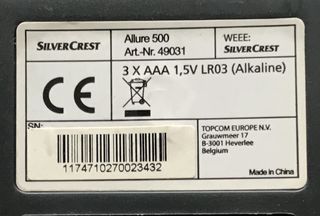 SILVERCREST
Allure 500
Art.-Nr. 49031
WEEE:
SILVERCREST
CE
3 X AAA 1,5V LR03 (Alkaline)
SN:
1174710270023432
TOPCOM EUROPE N.V.
Grauwmeer 17
B-3001 Heverlee
Belgium
Made in China